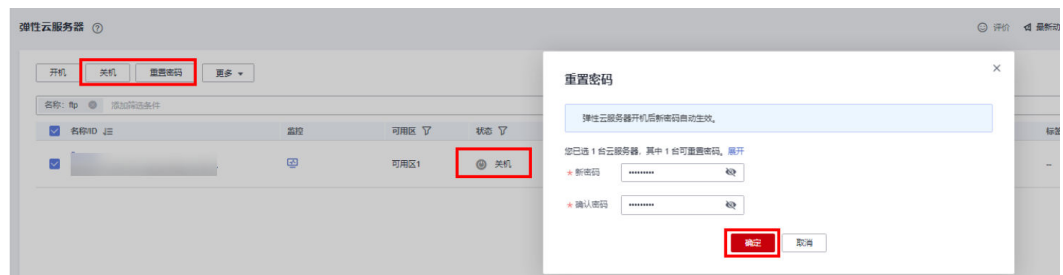 弹性云服务器 ?
评价 最新动
开机 关机 重置密码 更多
名称: ftp 添加筛选条件
名称/ID 监控 可用区 状态 标签
可用区1 关机 --
重置密码
弹性云服务器开机后新密码自动生效。
您已选 1 台云服务器，其中 1 台可重置密码。展开
* 新密码 •••••••••
* 确认密码 •••••••••
确定 取消